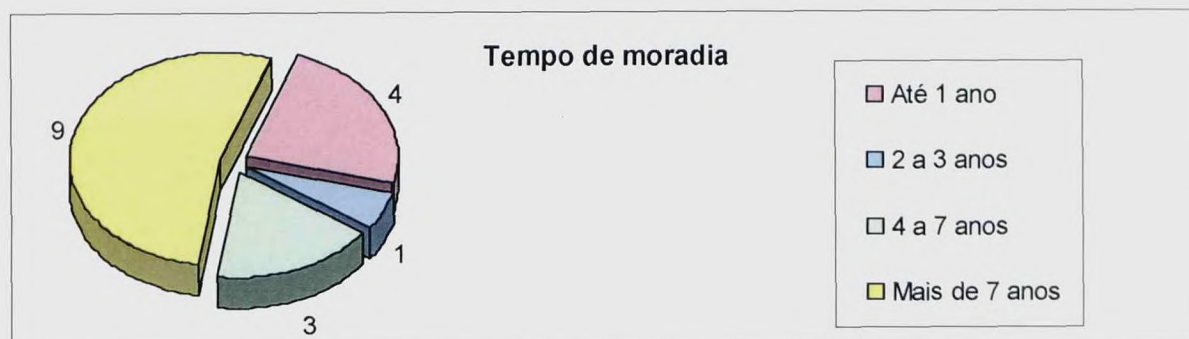 Tempo de moradia
9
4
1
3
Até 1 ano
2 a 3 anos
4 a 7 anos
Mais de 7 anos